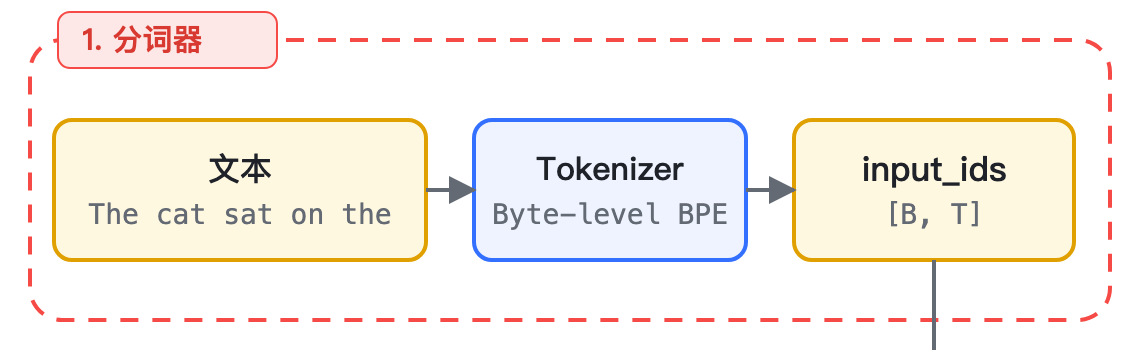 1. 分词器
文本
The cat sat on the
Tokenizer
Byte-level BPE
input_ids
[B, T]